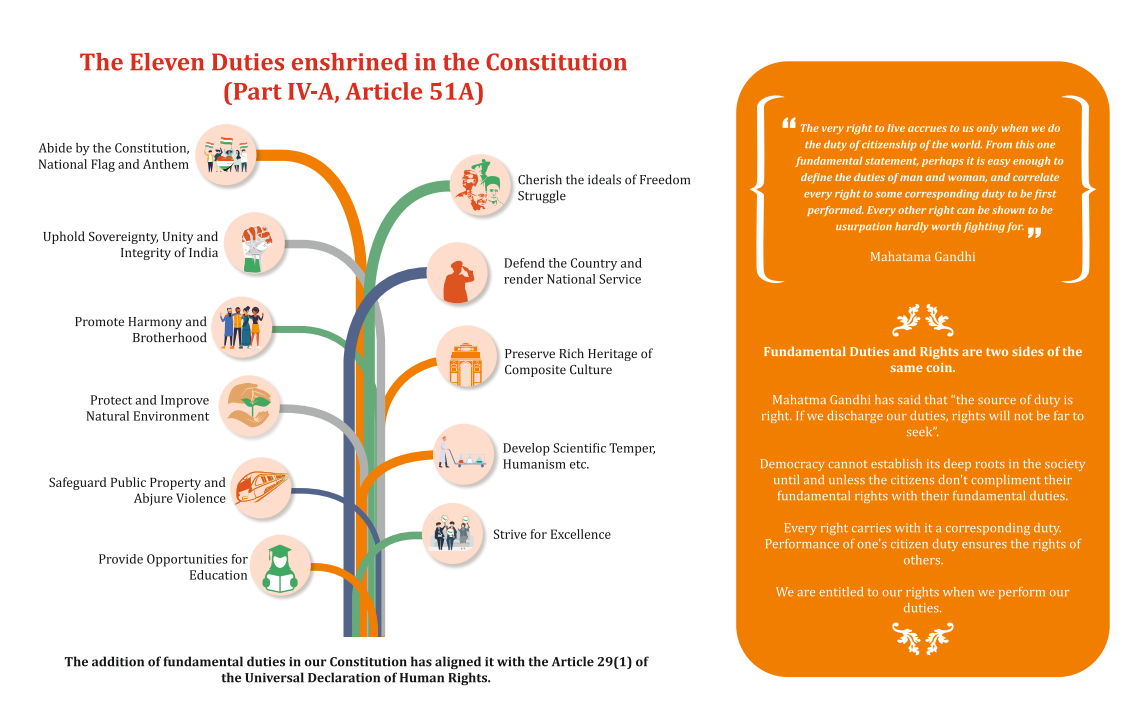 The Eleven Duties enshrined in the Constitution
(Part IV-A, Article 51A)
Abide by the Constitution,
National Flag and Anthem
Cherish the ideals of Freedom
Struggle
Uphold Sovereignty, Unity and
Integrity of India
Defend the Country and
render National Service
Promote Harmony and
Brotherhood
Preserve Rich Heritage of
Composite Culture
Protect and Improve
Natural Environment
Develop Scientific Temper,
Humanism etc.
Safeguard Public Property and
Abjure Violence
Strive for Excellence
Provide Opportunities for
Education
The addition of fundamental duties in our Constitution has aligned it with the Article 29(1) of
the Universal Declaration of Human Rights.
“ The very right to live accrues to us only when we do
the duty of citizenship of the world. From this one
fundamental statement, perhaps it is easy enough to
define the duties of man and woman, and correlate
every right to some corresponding duty to be first
performed. Every other right can be shown to be
usurpation hardly worth fighting for. ”
Mahatama Gandhi
Fundamental Duties and Rights are two sides of the
same coin.
Mahatma Gandhi has said that “the source of duty is
right. If we discharge our duties, rights will not be far to
seek”.
Democracy cannot establish its deep roots in the society
until and unless the citizens don't compliment their
fundamental rights with their fundamental duties.
Every right carries with it a corresponding duty.
Performance of one's citizen duty ensures the rights of
others.
We are entitled to our rights when we perform our
duties.